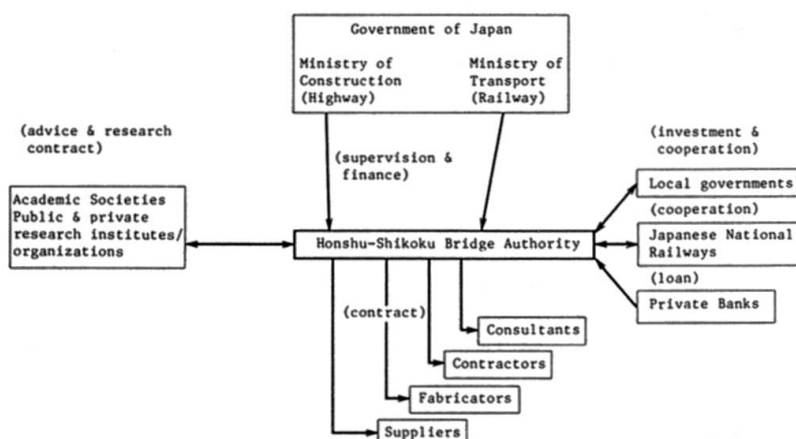 Government of Japan
Ministry of
Construction
(Highway)
Ministry of
Transport
(Railway)
(advice & research
contract)
(supervision &
finance)
(investment &
cooperation)
Academic Societies
Public & private
research institutes/
organizations
Honshu-Shikoku Bridge Authority
Local governments
(cooperation)
Japanese National
Railways
(loan)
Private Banks
(contract)
Consultants
Contractors
Fabricators
Suppliers